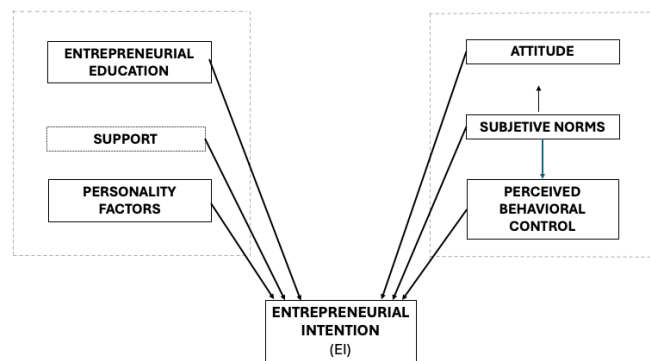 ENTREPRENEURIAL
EDUCATION
SUPPORT
PERSONALITY
FACTORS
ATTITUDE
SUBJETIVE NORMS
PERCEIVED
BEHAVIORAL
CONTROL
ENTREPRENEURIAL
INTENTION
(EI)